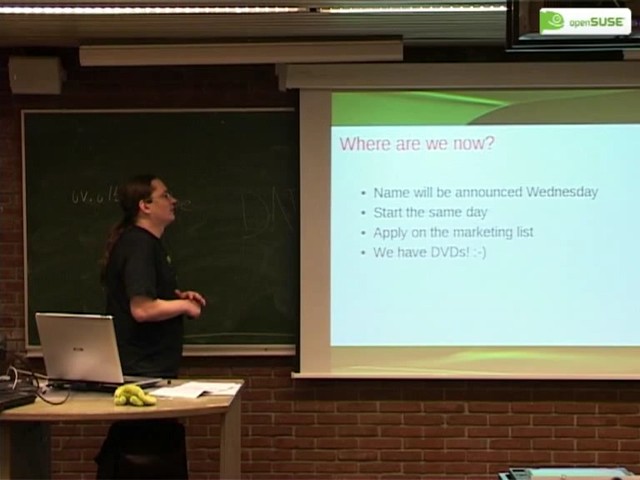 openSUSE
Where are we now?
• Name will be announced Wednesday
• Start the same day
• Apply on the marketing list
• We have DVDs! :-)